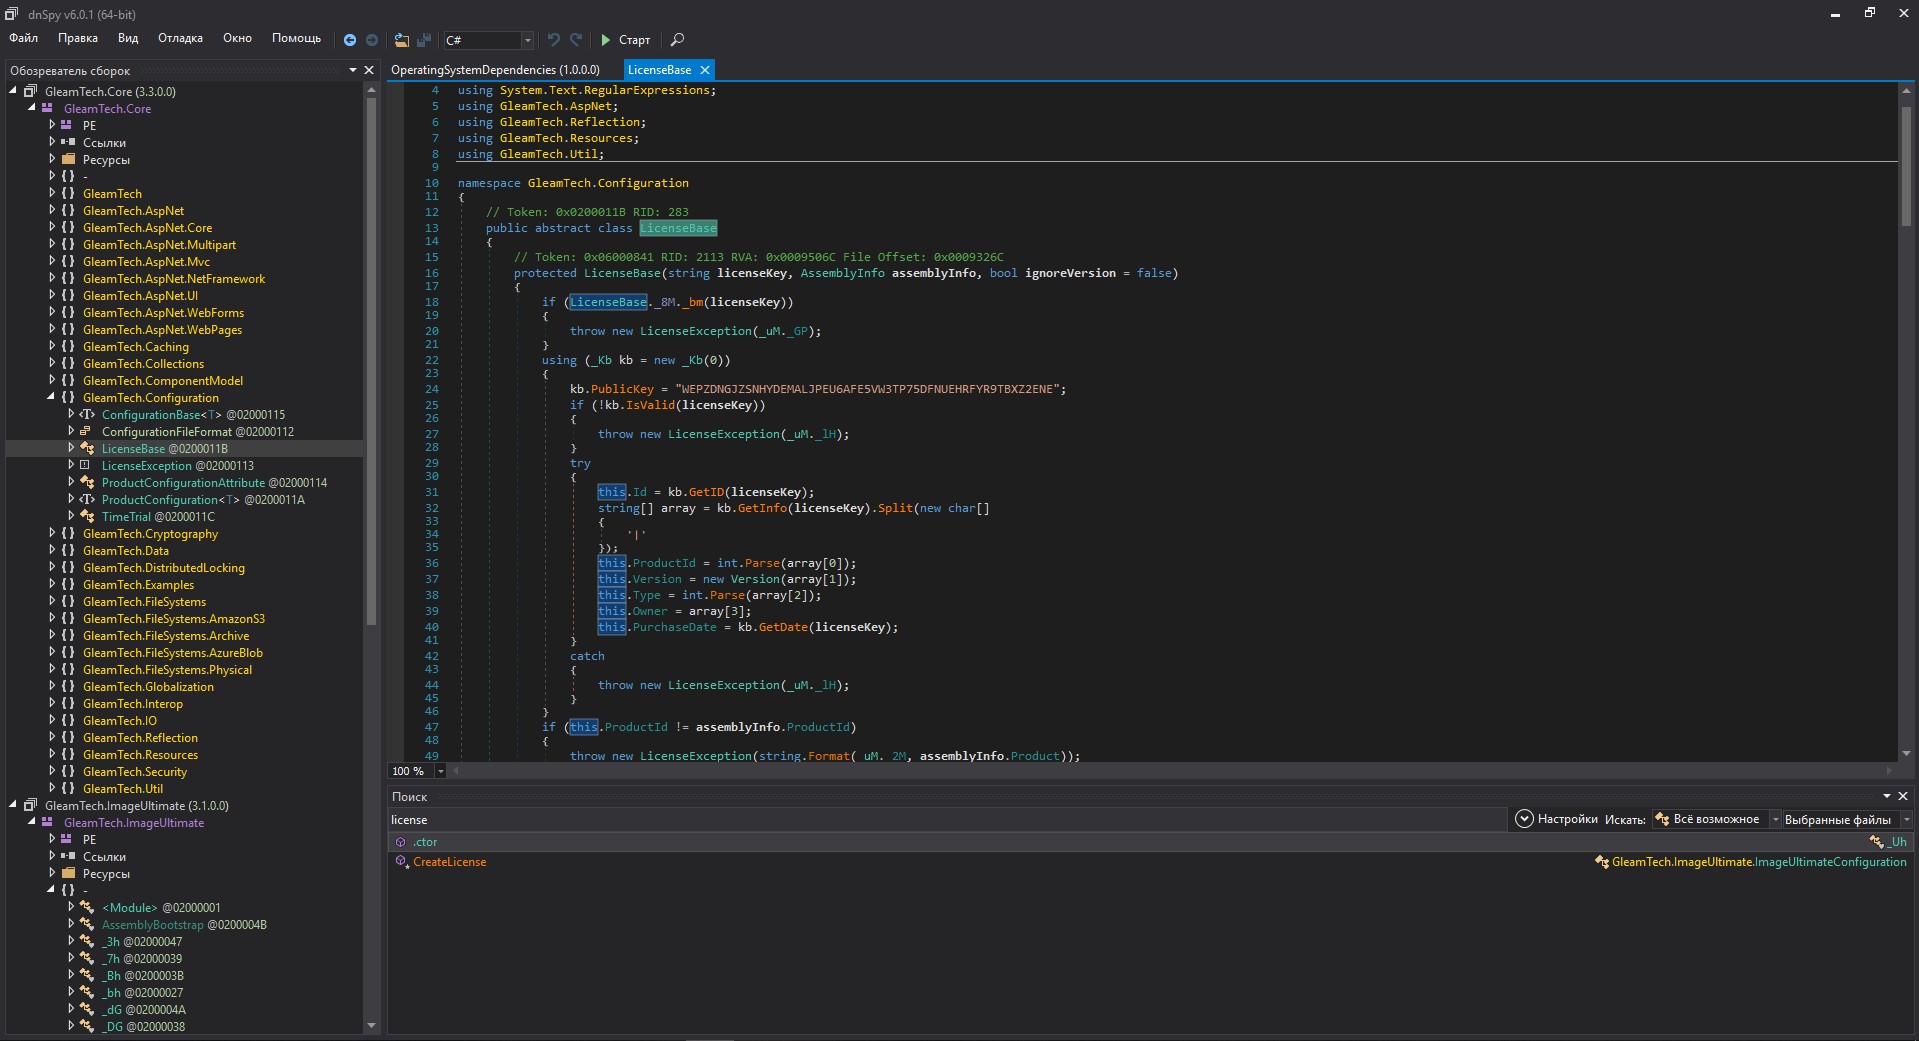 dnSpy v6.0.1 (64-bit)
Файл Правка Вид Отладка Окно Помощь C# Старт
Обозреватель сборок
GleamTech.Core (3.3.0.0)
GleamTech.Core
PE
Ссылки
Ресурсы
{ } -
{ } GleamTech
{ } GleamTech.AspNet
{ } GleamTech.AspNet.Core
{ } GleamTech.AspNet.Multipart
{ } GleamTech.AspNet.Mvc
{ } GleamTech.AspNet.NetFramework
{ } GleamTech.AspNet.UI
{ } GleamTech.AspNet.WebForms
{ } GleamTech.AspNet.WebPages
{ } GleamTech.Caching
{ } GleamTech.Collections
{ } GleamTech.ComponentModel
{ } GleamTech.Configuration
<T> ConfigurationBase<T> @02000115
ConfigurationFileFormat @02000112
LicenseBase @0200011B
LicenseException @02000113
ProductConfigurationAttribute @02000114
<T> ProductConfiguration<T> @0200011A
TimeTrial @0200011C
{ } GleamTech.Cryptography
{ } GleamTech.Data
{ } GleamTech.DistributedLocking
{ } GleamTech.Examples
{ } GleamTech.FileSystems
{ } GleamTech.FileSystems.AmazonS3
{ } GleamTech.FileSystems.Archive
{ } GleamTech.FileSystems.AzureBlob
{ } GleamTech.FileSystems.Physical
{ } GleamTech.Globalization
{ } GleamTech.Interop
{ } GleamTech.IO
{ } GleamTech.Reflection
{ } GleamTech.Resources
{ } GleamTech.Security
{ } GleamTech.Util
GleamTech.ImageUltimate (3.1.0.0)
GleamTech.ImageUltimate
PE
Ссылки
Ресурсы
{ } -
<Module> @02000001
AssemblyBootstrap @0200004B
_3h @02000047
_7h @02000039
_Bh @0200003B
_bh @02000027
_dG @0200004A
_DG @02000038
OperatingSystemDependencies (1.0.0.0) LicenseBase
4 using System.Text.RegularExpressions;
5 using GleamTech.AspNet;
6 using GleamTech.Reflection;
7 using GleamTech.Resources;
8 using GleamTech.Util;
9
10 namespace GleamTech.Configuration
11 {
12 // Token: 0x0200011B RID: 283
13 public abstract class LicenseBase
14 {
15 // Token: 0x06000841 RID: 2113 RVA: 0x0009506C File Offset: 0x0009326C
16 protected LicenseBase(string licenseKey, AssemblyInfo assemblyInfo, bool ignoreVersion = false)
17 {
18 if (LicenseBase._8M._bm(licenseKey))
19 {
20 throw new LicenseException(_uM._GP);
21 }
22 using (_Kb kb = new _Kb(0))
23 {
24 kb.PublicKey = "WEPZDNGJZSNHYDEMALJPEU6AFE5VW3TP75DFNUEHRFYR9TBXZ2ENE";
25 if (!kb.IsValid(licenseKey))
26 {
27 throw new LicenseException(_uM._lH);
28 }
29 try
30 {
31 this.Id = kb.GetID(licenseKey);
32 string[] array = kb.GetInfo(licenseKey).Split(new char[]
33 {
34 '|'
35 });
36 this.ProductId = int.Parse(array[0]);
37 this.Version = new Version(array[1]);
38 this.Type = int.Parse(array[2]);
39 this.Owner = array[3];
40 this.PurchaseDate = kb.GetDate(licenseKey);
41 }
42 catch
43 {
44 throw new LicenseException(_uM._lH);
45 }
46 }
47 if (this.ProductId != assemblyInfo.ProductId)
48 {
49 throw new LicenseException(string.Format(_uM._2M, assemblyInfo.Product));
100 %
Поиск
license Настройки Искать: Всё возможное Выбранные файлы
.ctor _Uh
CreateLicense GleamTech.ImageUltimate.ImageUltimateConfiguration